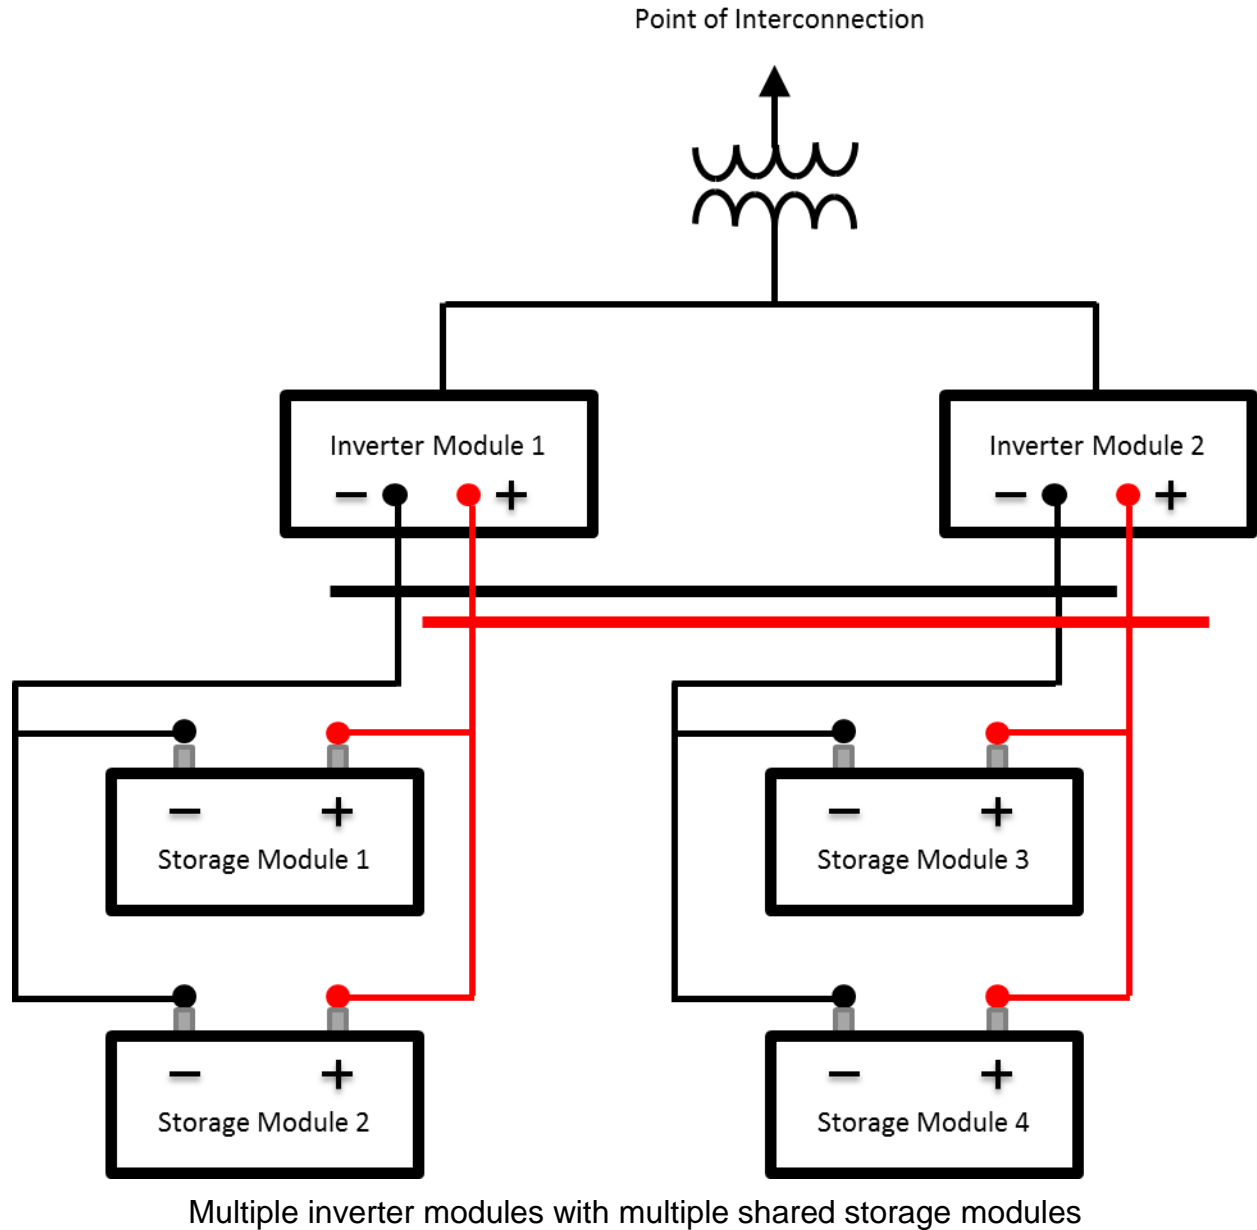 Point of Interconnection
Inverter Module 1
Inverter Module 2
− +
− +
− +
Storage Module 1
− +
Storage Module 3
− +
Storage Module 2
− +
Storage Module 4
Multiple inverter modules with multiple shared storage modules